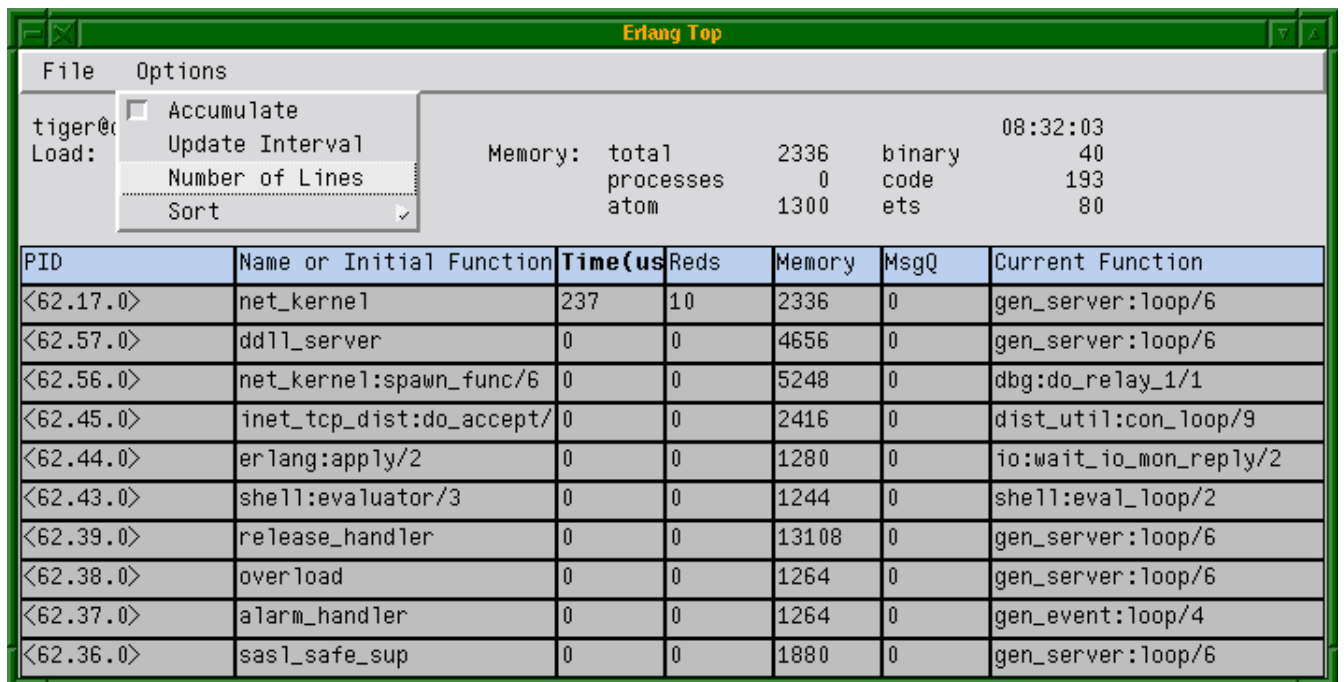 Erlang Top
File Options
Accumulate
Update Interval
Number of Lines
Sort
tiger@
Load:
08:32:03
Memory: total 2336 binary 40
processes 0 code 193
atom 1300 ets 80
PID Name or Initial Function Time(us Reds Memory MsgQ Current Function
<62.17.0> net_kernel 237 10 2336 0 gen_server:loop/6
<62.57.0> ddll_server 0 0 4656 0 gen_server:loop/6
<62.56.0> net_kernel:spawn_func/6 0 0 5248 0 dbg:do_relay_1/1
<62.45.0> inet_tcp_dist:do_accept/ 0 0 2416 0 dist_util:con_loop/9
<62.44.0> erlang:apply/2 0 0 1280 0 io:wait_io_mon_reply/2
<62.43.0> shell:evaluator/3 0 0 1244 0 shell:eval_loop/2
<62.39.0> release_handler 0 0 13108 0 gen_server:loop/6
<62.38.0> overload 0 0 1264 0 gen_server:loop/6
<62.37.0> alarm_handler 0 0 1264 0 gen_event:loop/4
<62.36.0> sasl_safe_sup 0 0 1880 0 gen_server:loop/6